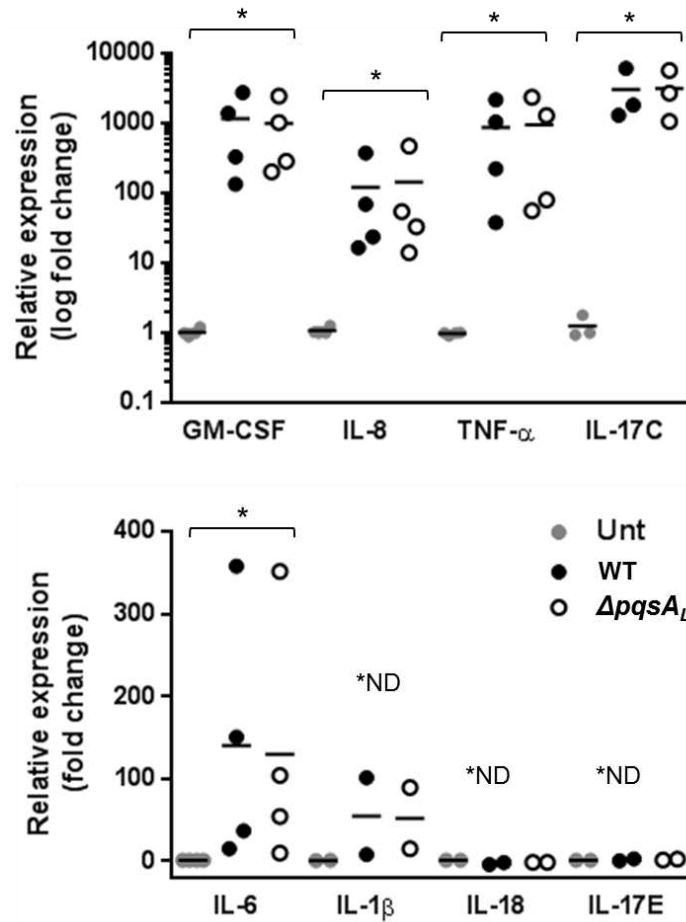 * * * *
10000
1000
100
10
1
0.1
Relative expression
(log fold change)
GM-CSF IL-8 TNF-α IL-17C
*
400
300
200
100
0
Relative expression
(fold change)
Unt
WT
ΔpqsA
*ND
*ND *ND
IL-6 IL-1β IL-18 IL-17E